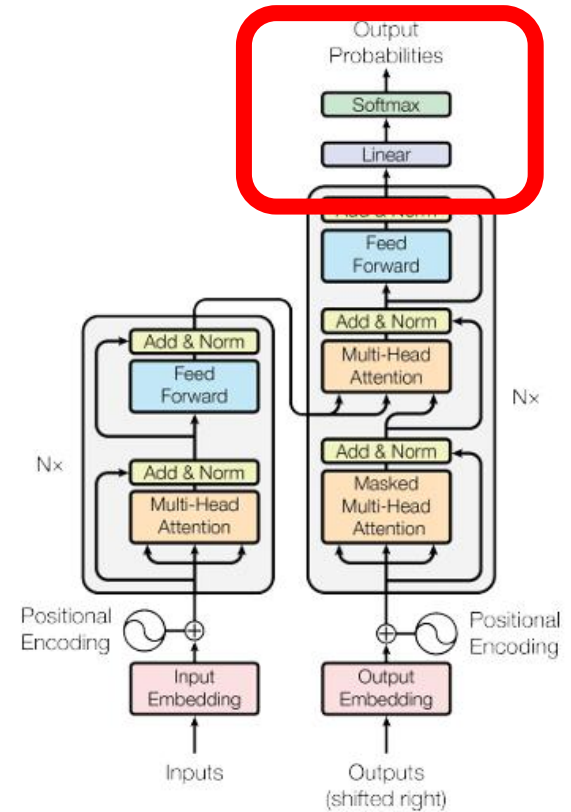 Output
Probabilities
Softmax
Linear
Add & Norm
Feed
Forward
Add & Norm
Multi-Head
Attention
Add & Norm
Masked
Multi-Head
Attention
Nx
Positional
Encoding
Output
Embedding
Outputs
(shifted right)
Add & Norm
Feed
Forward
Add & Norm
Multi-Head
Attention
Nx
Positional
Encoding
Input
Embedding
Inputs